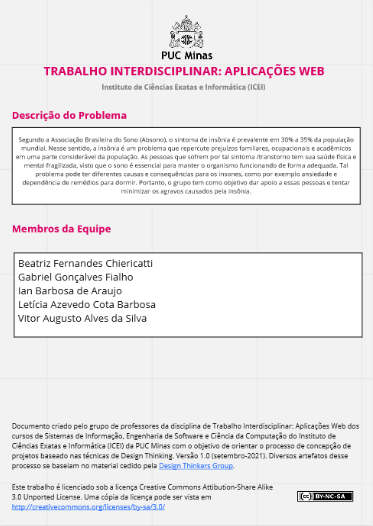 PUC Minas
TRABALHO INTERDISCIPLINAR: APLICAÇÕES WEB
Instituto de Ciências Exatas e Informática (ICEI)
Descrição do Problema
Segundo a Associação Brasileira do Sono (Absono), o sintoma de insônia é prevalente em 30% a 35% da população
mundial. Nesse sentido, a insônia é um problema que repercute prejuízos familiares, ocupacionais e acadêmicos
em uma parte considerável da população. As pessoas que sofrem por tal sintoma /transtorno tem sua saúde física e
mental fragilizada, visto que o sono é essencial para manter o organismo funcionando de forma adequada. Tal
problema pode ter diferentes causas e consequências para os insones, como por exemplo ansiedade e
dependência de remédios para dormir. Portanto, o grupo tem como objetivo dar apoio a essas pessoas e tentar
minimizar os agravos causados pela insônia.
Membros da Equipe
Beatriz Fernandes Chiericatti
Gabriel Gonçalves Fialho
Ian Barbosa de Araujo
Letícia Azevedo Cota Barbosa
Vitor Augusto Alves da Silva
Documento criado pelo grupo de professores da disciplina de Trabalho Interdisciplinar: Aplicações Web dos
cursos de Sistemas de Informação, Engenharia de Software e Ciência da Computação do Instituto de
Ciências Exatas e Informática (ICEI) da PUC Minas com o objetivo de orientar o processo de concepção de
projetos baseado nas técnicas de Design Thinking. Versão 1.0 (setembro-2021). Diversos artefatos desse
processo se baseiam no material cedido pela Design Thinkers Group.
Este trabalho é licenciado sob a licença Creative Commons Attibution-Share Alike
3.0 Unported License. Uma cópia da licença pode ser vista em
http://creativecommons.org/licenses/by-sa/3.0/
cc BY-NC-SA